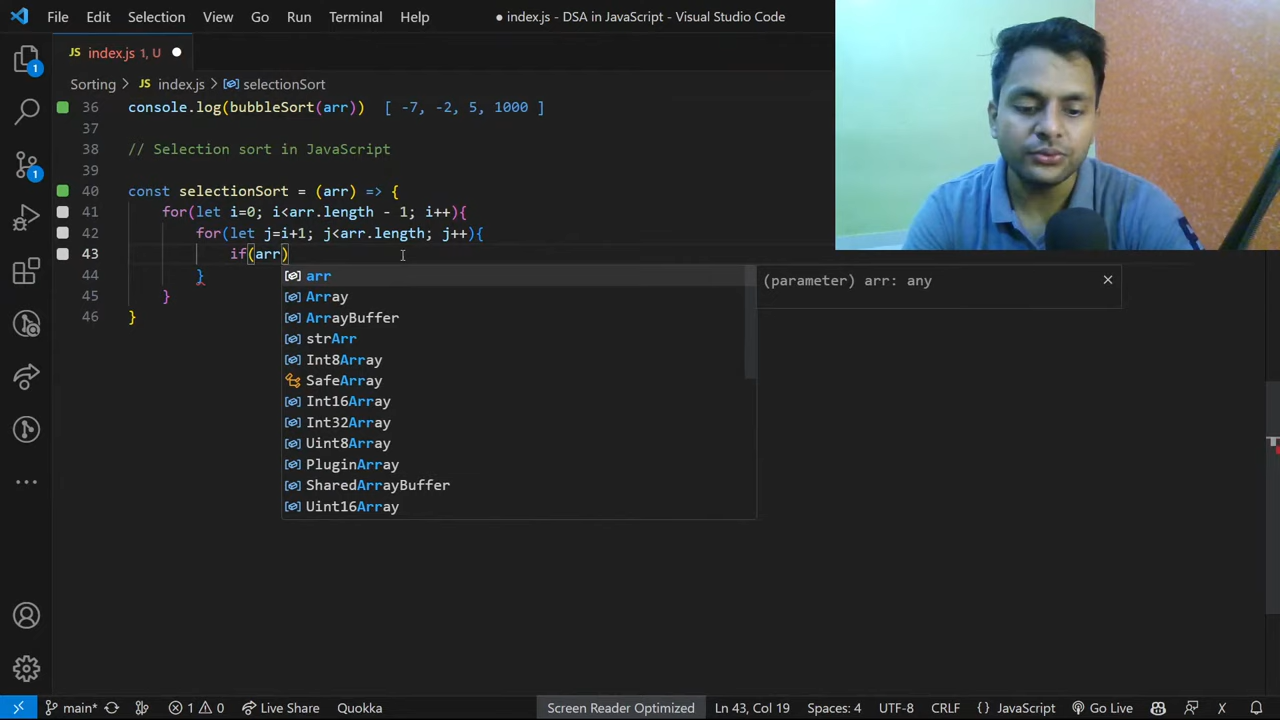 File Edit Selection View Go Run Terminal Help
● index.js - DSA in JavaScript - Visual Studio Code
JS index.js 1, U ●
Sorting > JS index.js > selectionSort
36 console.log(bubbleSort(arr)) [ -7, -2, 5, 1000 ]
37
38 // Selection sort in JavaScript
39
40 const selectionSort = (arr) => {
41 for(let i=0; i<arr.length - 1; i++){
42 for(let j=i+1; j<arr.length; j++){
43 if(arr)
44 }
45 }
46 }
arr
(parameter) arr: any
Array
ArrayBuffer
strArr
Int8Array
SafeArray
Int16Array
Int32Array
Uint8Array
PluginArray
SharedArrayBuffer
Uint16Array
1
1
main* 1 0 Live Share Quokka Screen Reader Optimized Ln 43, Col 19 Spaces: 4 UTF-8 CRLF JavaScript Go Live